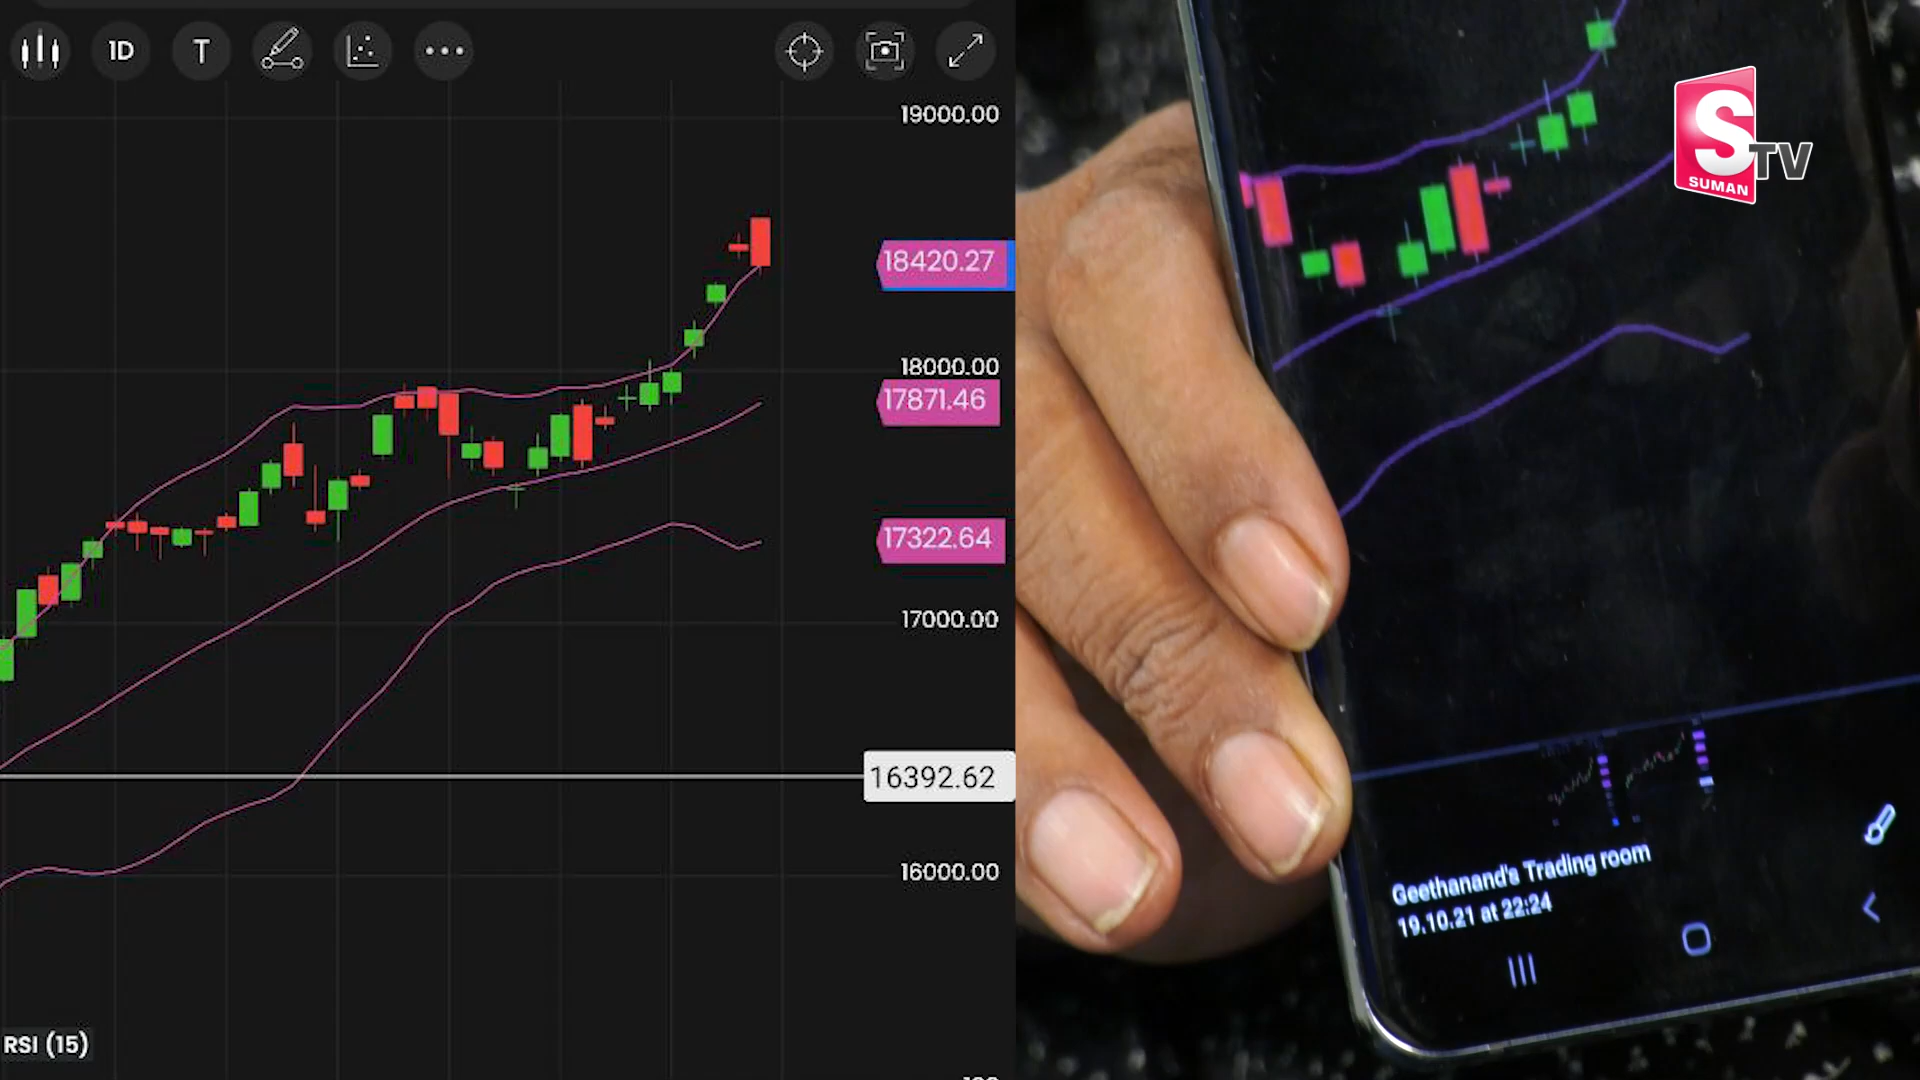 1D
T
19000.00
18420.27
18000.00
17871.46
17322.64
17000.00
16392.62
16000.00
RSI (15)
S TV
SUMAN
Geethanand's Trading room
19.10.21 at 22:24